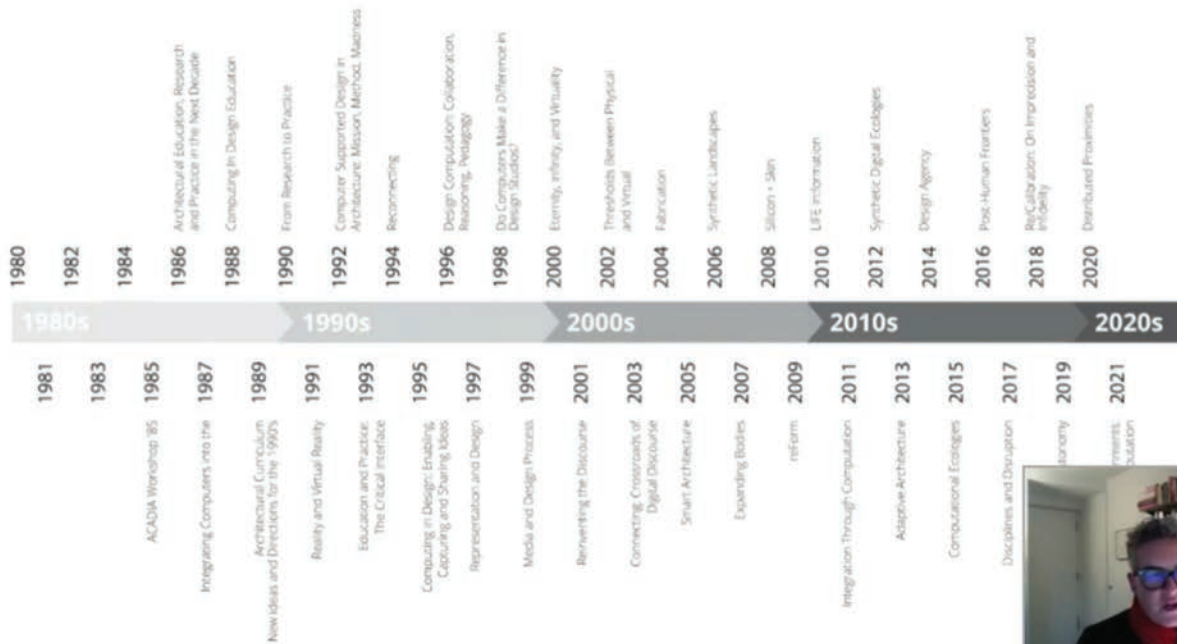 Architectural Education, Research
and Practice in the Next Decade
Computing In Design Education
From Research to Practice
Computer Supported Design in
Architecture: Mission, Method, Madness
Reconnecting
Design Computation: Collaboration,
Reasoning, Pedagogy
Do Computers Make a Difference in
Design Studios?
Eternity, Infinity, and Virtuality
Thresholds Between Physical
and Virtual
Fabrication
Synthetic Landscapes
Silicon + Skin
LIFE in:formation
Synthetic Digital Ecologies
Design Agency
Post-Human Frontiers
Re/Calibration: On Imprecision and
Infidelity
Distributed Proximities
1980
1982
1984
1986
1988
1990
1992
1994
1996
1998
2000
2002
2004
2006
2008
2010
2012
2014
2016
2018
2020
1980s
1990s
2000s
2010s
2020s
1981
1983
1985
1987
1989
1991
1993
1995
1997
1999
2001
2003
2005
2007
2009
2011
2013
2015
2017
2019
2021
ACADIA Workshop '85
Integrating Computers into the
Architectural Curriculum
New Ideas and Directions for the 1990's
Reality and Virtual Reality
Education and Practice:
The Critical Interface
Computing in Design: Enabling,
Capturing and Sharing Ideas
Representation and Design
Media and Design Process
Reinventing the Discourse
Connecting: Crossroads of
Digital Discourse
Smart Architecture
Expanding Bodies
reForm
Integration Through Computation
Adaptive Architecture
Computational Ecologies
Disciplines and Disruption